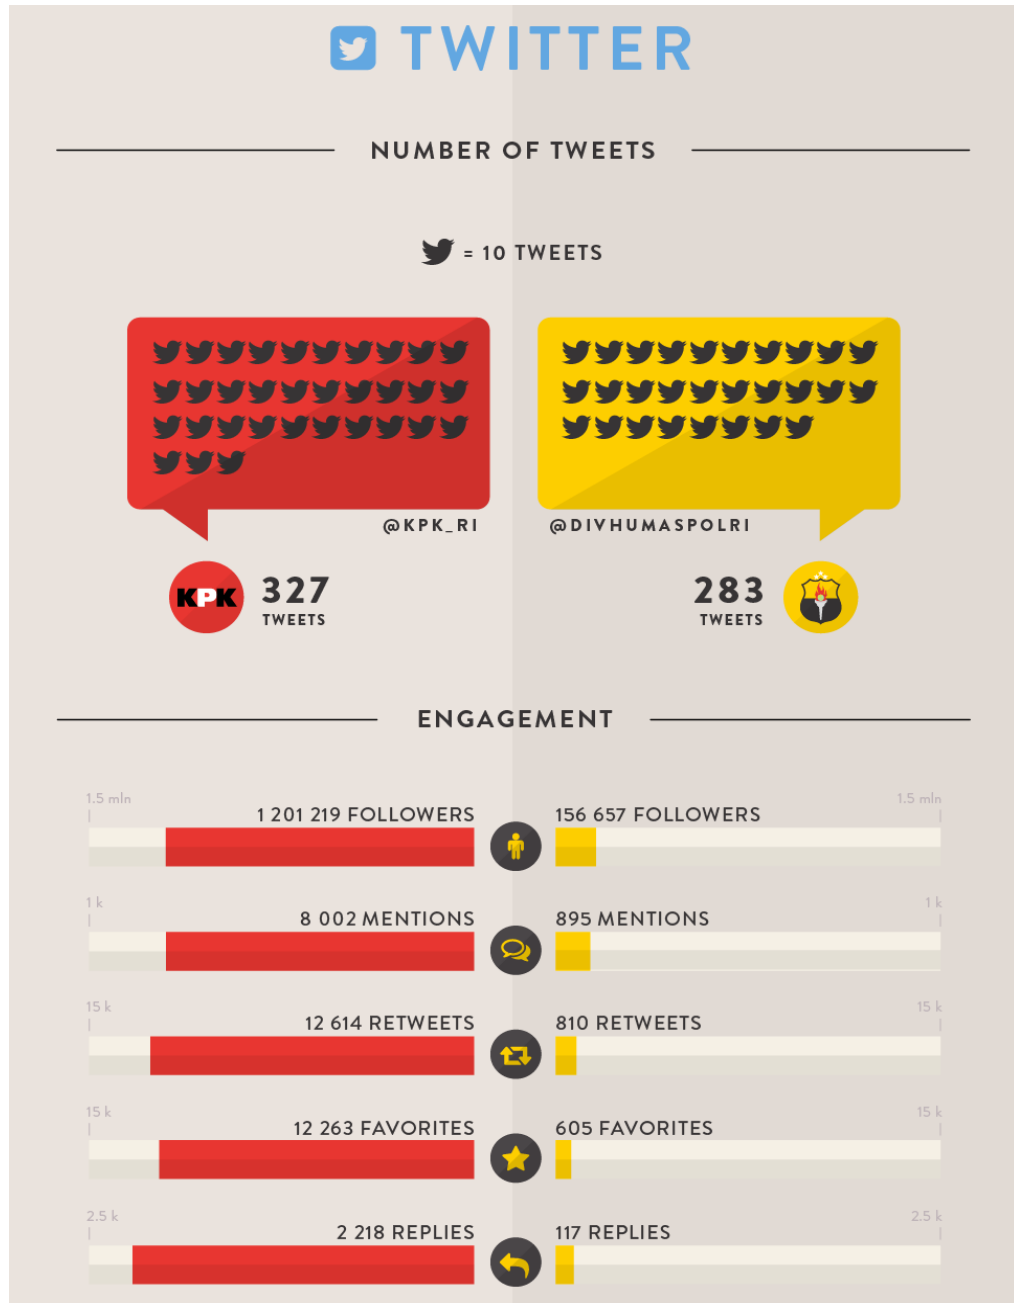 TWITTER
NUMBER OF TWEETS
= 10 TWEETS
@KPK_RI
@DIVHUMASPOLRI
KPK
327
TWEETS
283
TWEETS
ENGAGEMENT
1.5 mln
1.5 mln
1 201 219 FOLLOWERS
156 657 FOLLOWERS
1 k
1 k
8 002 MENTIONS
895 MENTIONS
15 k
15 k
12 614 RETWEETS
810 RETWEETS
15 k
15 k
12 263 FAVORITES
605 FAVORITES
2.5 k
2.5 k
2 218 REPLIES
117 REPLIES